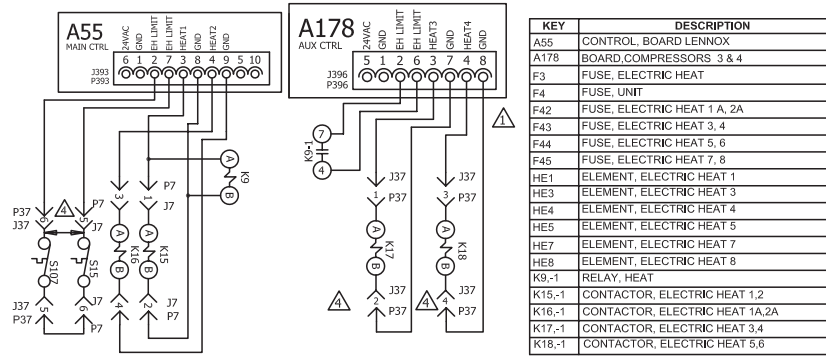 A55
MAIN CTRL
24VAC
GND
EH LIMIT
EH LIMIT
HEAT1
GND
HEAT2
GND
6 1 2 7 3 8 4 9 5 10
J393
P393
A178
AUX CTRL
24VAC
GND
EH LIMIT
EH LIMIT
HEAT3
GND
HEAT4
GND
5 1 2 6 3 7 4 8
J396
P396
1
7
K9-1
4
A
K9
B
3
1
P7
J7
P37
J37
6
4
5
P7
J7
S107
S15
A
K16
B
A
K15
B
J37
P37
5
6
J7
P7
4
2
J7
P7
1
J37
P37
3
J37
P37
A
K17
B
A
K18
B
4
2
J37
P37
4
4
J37
P37
KEY DESCRIPTION
A55 CONTROL, BOARD LENNOX
A178 BOARD,COMPRESSORS 3 & 4
F3 FUSE, ELECTRIC HEAT
F4 FUSE, UNIT
F42 FUSE, ELECTRIC HEAT 1 A, 2A
F43 FUSE, ELECTRIC HEAT 3, 4
F44 FUSE, ELECTRIC HEAT 5, 6
F45 FUSE, ELECTRIC HEAT 7, 8
HE1 ELEMENT, ELECTRIC HEAT 1
HE3 ELEMENT, ELECTRIC HEAT 3
HE4 ELEMENT, ELECTRIC HEAT 4
HE5 ELEMENT, ELECTRIC HEAT 5
HE7 ELEMENT, ELECTRIC HEAT 7
HE8 ELEMENT, ELECTRIC HEAT 8
K9,-1 RELAY, HEAT
K15,-1 CONTACTOR, ELECTRIC HEAT 1,2
K16,-1 CONTACTOR, ELECTRIC HEAT 1A,2A
K17,-1 CONTACTOR, ELECTRIC HEAT 3,4
K18,-1 CONTACTOR, ELECTRIC HEAT 5,6